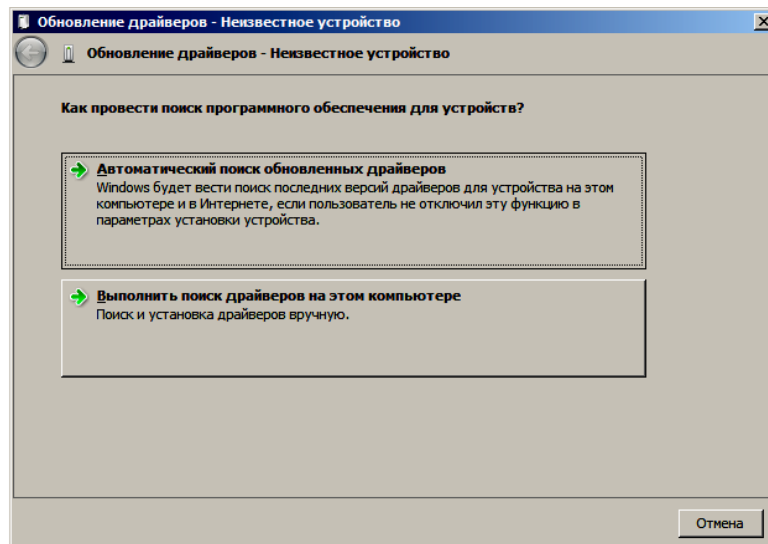 Обновление драйверов - Неизвестное устройство
Обновление драйверов - Неизвестное устройство
Как провести поиск программного обеспечения для устройств?
Автоматический поиск обновленных драйверов
Windows будет вести поиск последних версий драйверов для устройства на этом
компьютере и в Интернете, если пользователь не отключил эту функцию в
параметрах установки устройства.
Выполнить поиск драйверов на этом компьютере
Поиск и установка драйверов вручную.
Отмена